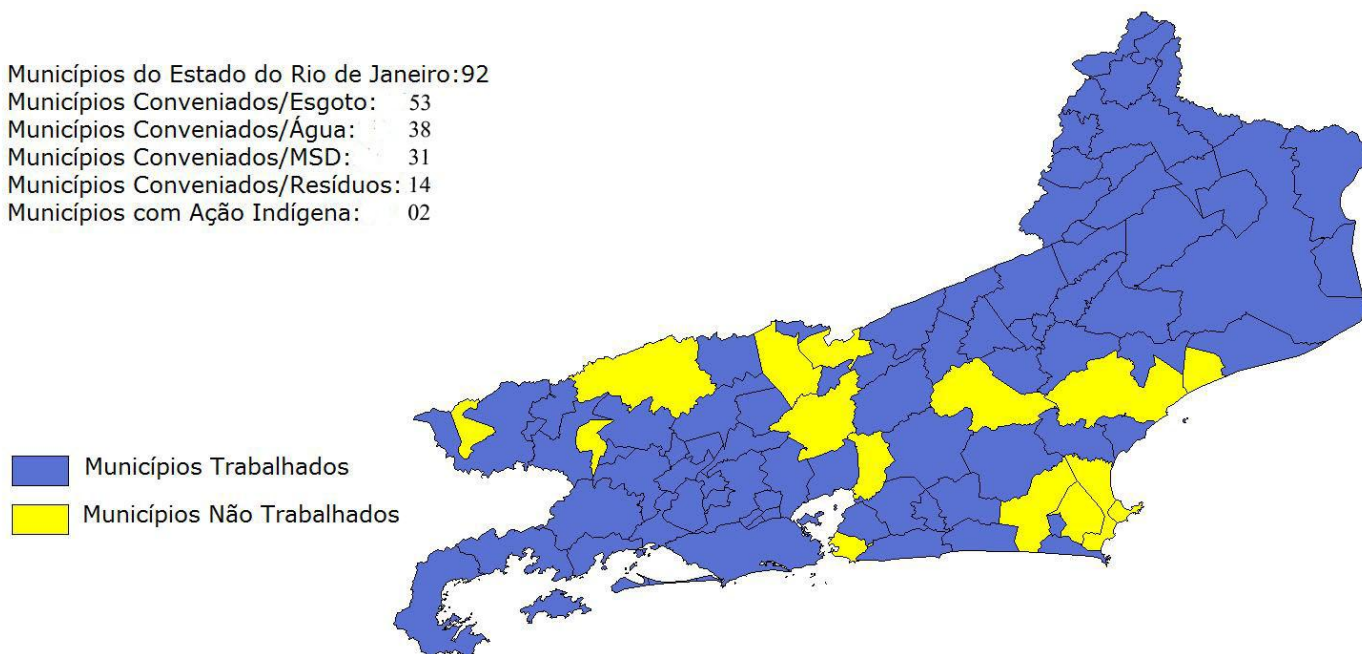 Municípios do Estado do Rio de Janeiro:92
Municípios Conveniados/Esgoto: 53
Municípios Conveniados/Água: 38
Municípios Conveniados/MSD: 31
Municípios Conveniados/Resíduos: 14
Municípios com Ação Indígena: 02
Municípios Trabalhados
Municípios Não Trabalhados